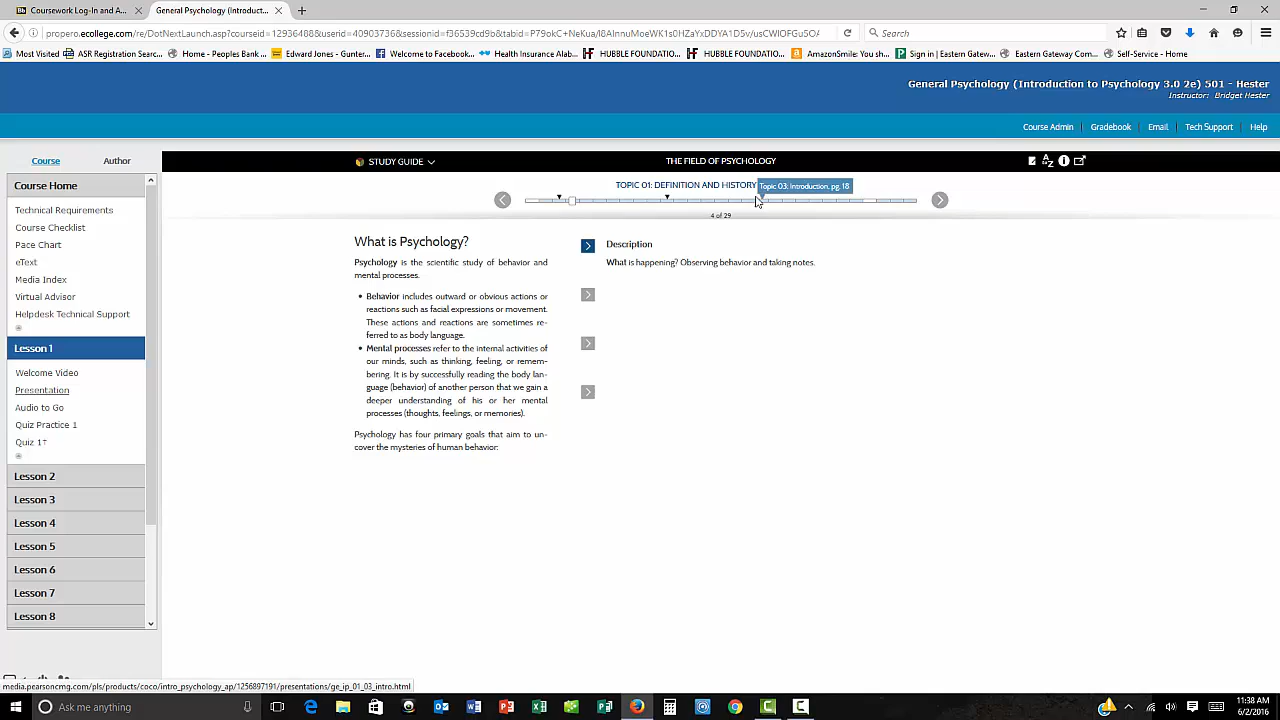 Coursework Log-In and A...
General Psychology (Introduct...
Most Visited
ASR Registration Searc...
Home - Peoples Bank ...
Edward Jones - Gunter...
Welcome to Facebook...
Health Insurance Alab...
HUBBLE FOUNDATIO...
HUBBLE FOUNDATIO...
AmazonSmile: You sh...
Sign in | Eastern Gatew...
Eastern Gateway Com...
Self-Service - Home
Search
General Psychology (Introduction to Psychology 3.0 2e) 501 - Hester
Instructor: Bridget Hester
Course Admin | Gradebook | Email | Tech Support | Help
Course
Author
Course Home
Technical Requirements
Course Checklist
Pace Chart
eText
Media Index
Virtual Advisor
Helpdesk Technical Support
Lesson 1
Welcome Video
Presentation
Audio to Go
Quiz Practice 1
Quiz 1†
Lesson 2
Lesson 3
Lesson 4
Lesson 5
Lesson 6
Lesson 7
Lesson 8
STUDY GUIDE
THE FIELD OF PSYCHOLOGY
TOPIC 01: DEFINITION AND HISTORY
Topic 03: Introduction, pg.18
4 of 29
What is Psychology?
Psychology is the scientific study of behavior and
mental processes.
• Behavior includes outward or obvious actions or
reactions such as facial expressions or movement.
These actions and reactions are sometimes re-
ferred to as body language.
• Mental processes refer to the internal activities of
our minds, such as thinking, feeling, or remem-
bering. It is by successfully reading the body lan-
guage (behavior) of another person that we gain a
deeper understanding of his or her mental
processes (thoughts, feelings, or memories).
Psychology has four primary goals that aim to un-
cover the mysteries of human behavior:
Description
What is happening? Observing behavior and taking notes.
media.pearsoncmg.com/pls/products/coco/intro_psychology_ap/1256897191/presentations/ge_ip_01_03_intro.html
Ask me anything
11:38 AM
6/2/2016